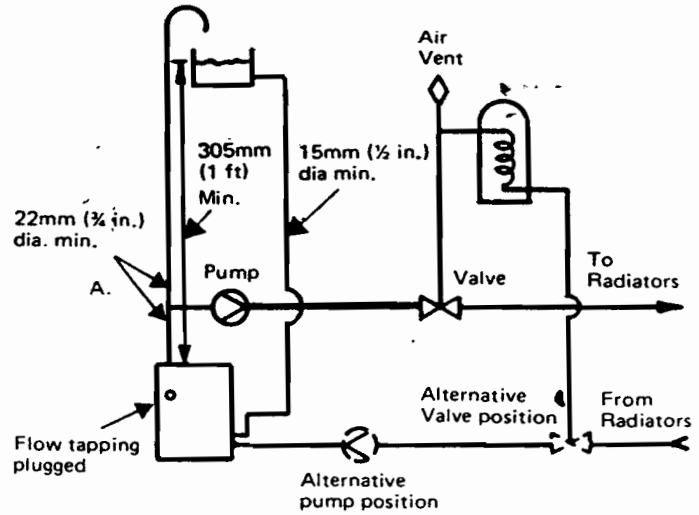 Air
Vent
305mm
(1 ft)
Min.
15mm (½ in.)
dia min.
22mm (¾ in.)
dia. min.
A.
Pump
Valve
To
Radiators
Flow tapping
plugged
Alternative
Valve position
From
Radiators
Alternative
pump position